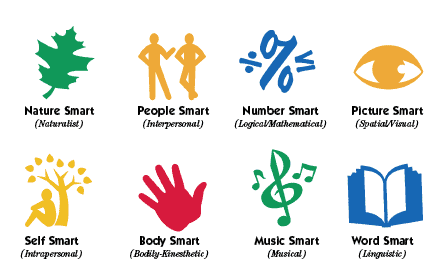 Nature Smart
(Naturalist)
People Smart
(Interpersonal)
Number Smart
(Logical/Mathematical)
Picture Smart
(Spatial/Visual)
Self Smart
(Intrapersonal)
Body Smart
(Bodily-Kinesthetic)
Music Smart
(Musical)
Word Smart
(Linguistic)